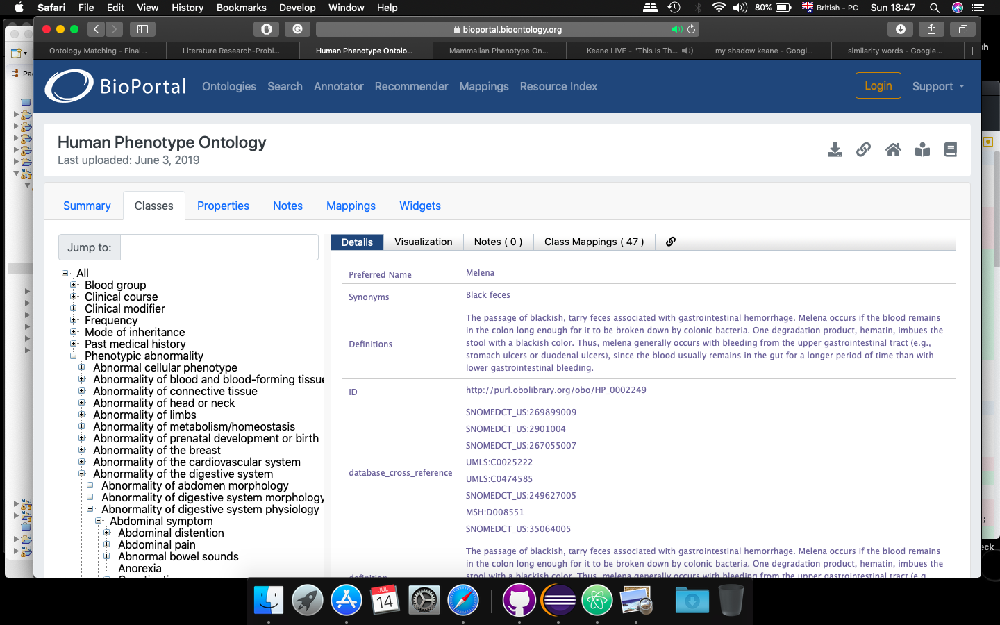 Safari File Edit View History Bookmarks Develop Window Help 80% British - PC Sun 18:47
bioportal.bioontology.org
Ontology Matching - Final... Literature Research-Probl... Human Phenotype Ontolo... Mammalian Phenotype On... Keane LIVE - "This Is Th... my shadow keane - Googl... similarity words - Google...
BioPortal Ontologies Search Annotator Recommender Mappings Resource Index Login Support
Human Phenotype Ontology
Last uploaded: June 3, 2019
Summary Classes Properties Notes Mappings Widgets
Jump to:
All
Blood group
Clinical course
Clinical modifier
Frequency
Mode of inheritance
Past medical history
Phenotypic abnormality
Abnormal cellular phenotype
Abnormality of blood and blood-forming tissue
Abnormality of connective tissue
Abnormality of head or neck
Abnormality of limbs
Abnormality of metabolism/homeostasis
Abnormality of prenatal development or birth
Abnormality of the breast
Abnormality of the cardiovascular system
Abnormality of the digestive system
Abnormality of abdomen morphology
Abnormality of digestive system morphology
Abnormality of digestive system physiology
Abdominal symptom
Abdominal distention
Abdominal pain
Abnormal bowel sounds
Anorexia
Details Visualization Notes ( 0 ) Class Mappings ( 47 )
Preferred Name Melena
Synonyms Black feces
Definitions
The passage of blackish, tarry feces associated with gastrointestinal hemorrhage. Melena occurs if the blood remains
in the colon long enough for it to be broken down by colonic bacteria. One degradation product, hematin, imbues the
stool with a blackish color. Thus, melena generally occurs with bleeding from the upper gastrointestinal tract (e.g.,
stomach ulcers or duodenal ulcers), since the blood usually remains in the gut for a longer period of time than with
lower gastrointestinal bleeding.
ID http://purl.obolibrary.org/obo/HP_0002249
database_cross_reference
SNOMEDCT_US:269899009
SNOMEDCT_US:2901004
SNOMEDCT_US:267055007
UMLS:C0025222
UMLS:C0474585
SNOMEDCT_US:249627005
MSH:D008551
SNOMEDCT_US:35064005
definition
The passage of blackish, tarry feces associated with gastrointestinal hemorrhage. Melena occurs if the blood remains
in the colon long enough for it to be broken down by colonic bacteria. One degradation product, hematin, imbues the
stool with a blackish color. Thus, melena generally occurs with bleeding from the upper gastrointestinal tract (e.g.
JUL
14